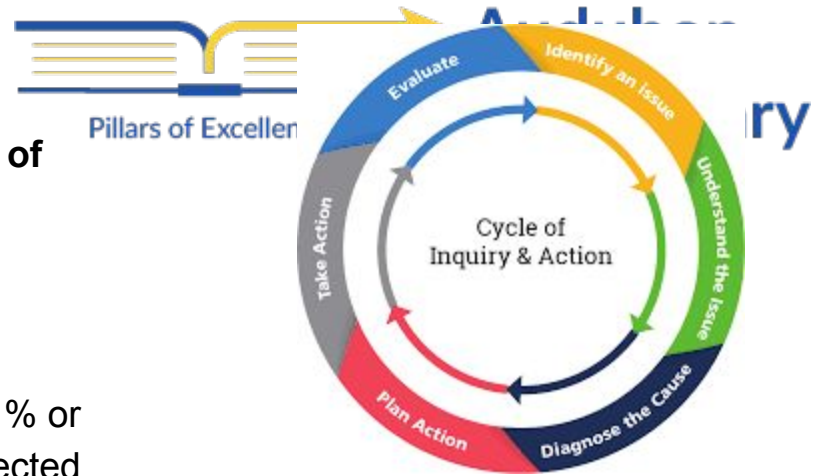 Audubon
Pillars of Excellen
ry
of
Evaluate
Identify an issue
Understand the Issue
Diagnose the Cause
Plan Action
Take Action
Cycle of
Inquiry & Action
% or
ected